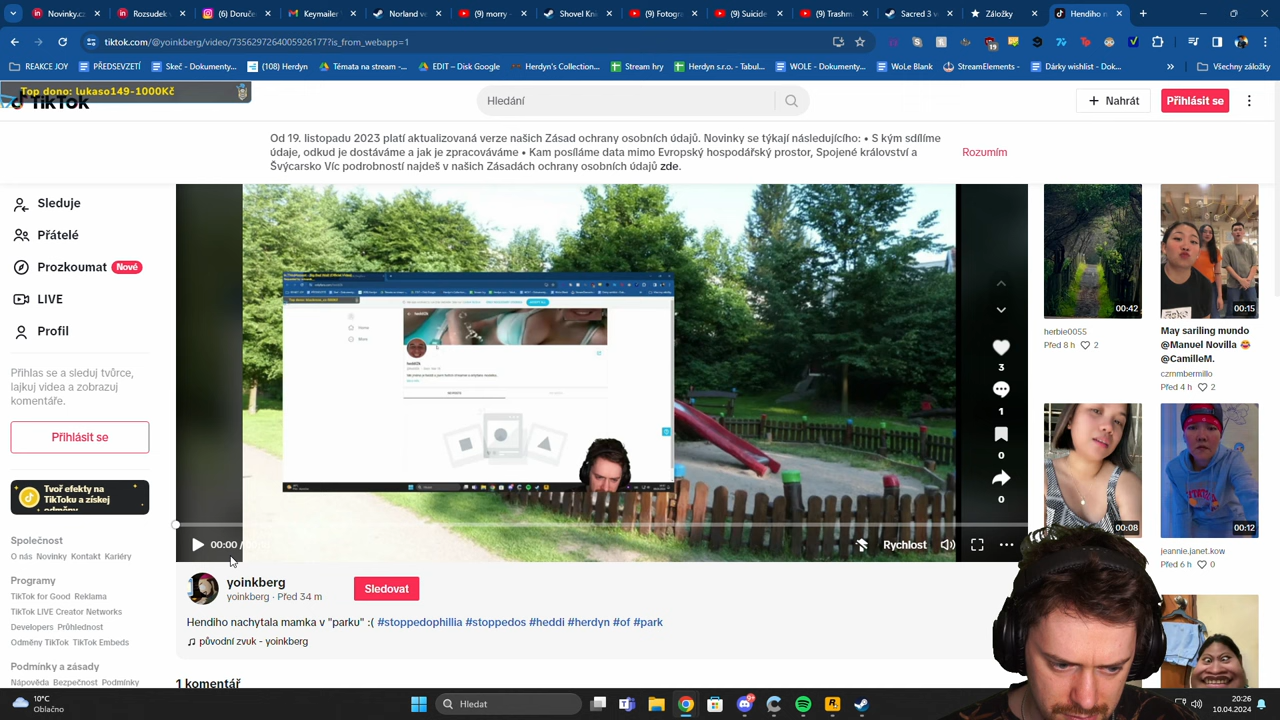 Rozsudek
(Doruče
Keymailer
Norland v
(9) morry
Shovel Kni
(9) Fotogr
(9) Suicide
(9) Trashm
Sacred 3 v
Záložky
Hendiho n
tiktok.com/@yoinkberg/video/7356297264005926177?is_from_webapp=1
19
REAKCE JOY
PŘEDSEVZETÍ
Skeč - Dokumenty...
(108) Herdyn
Témata na stream -...
EDIT – Disk Google
Herdyn's Collection...
Stream hry
Herdyn s.r.o. - Tabul...
WOLE - Dokumenty...
WoLe Blank
StreamElements
Dárky wishlist - Do...
Top dono: lukaso149-1000Kč
TikTok
Hledání
Nahrát
Přihlásit se
Od 19. listopadu 2023 platí aktualizovaná verze našich Zásad ochrany osobních údajů. Novinky se týkají následujícího: • S kým sdílíme
údaje, odkud je dostáváme a jak je zpracováváme • Kam posíláme data mimo Evropský hospodářský prostor, Spojené království a
Švýcarsko Víc podrobností najdeš v našich Zásadách ochrany osobních údajů zde.
Rozumím
Sleduje
Přátelé
Prozkoumat Nové
LIVE
Profil
Přihlas se a sleduj tvůrce,
lajkuj videa a zobrazuj
komentáře.
Přihlásit se
Tvoř efekty na
TikToku a získej
odměny
Společnost
O nás Novinky Kontakt Kariéry
Programy
TikTok for Good Reklama
TikTok LIVE Creator Networks
Developers Průhlednost
Odměny TikTok TikTok Embeds
Podmínky a zásady
Nápověda Bezpečnost Podmínky
3
1
0
0
00:00 /
Rychlost
yoinkberg
yoinkberg · Před 34 m
Sledovat
Hendiho nachytala mamka v "parku" :( #stoppedophillia #stoppedos #heddi #herdyn #of #park
původní zvuk - yoinkberg
1 komentář
00:42
herbie0055
Před 8 h 2
00:15
May sariling mundo
@Manuel Novilla
@CamilleM.
czrnmbermillo
Před 4 h 2
00:08
00:12
jeannie.janet.kow
Před 6 h 0
10°C
Oblačno
Hledat
20:26
10.04.2024